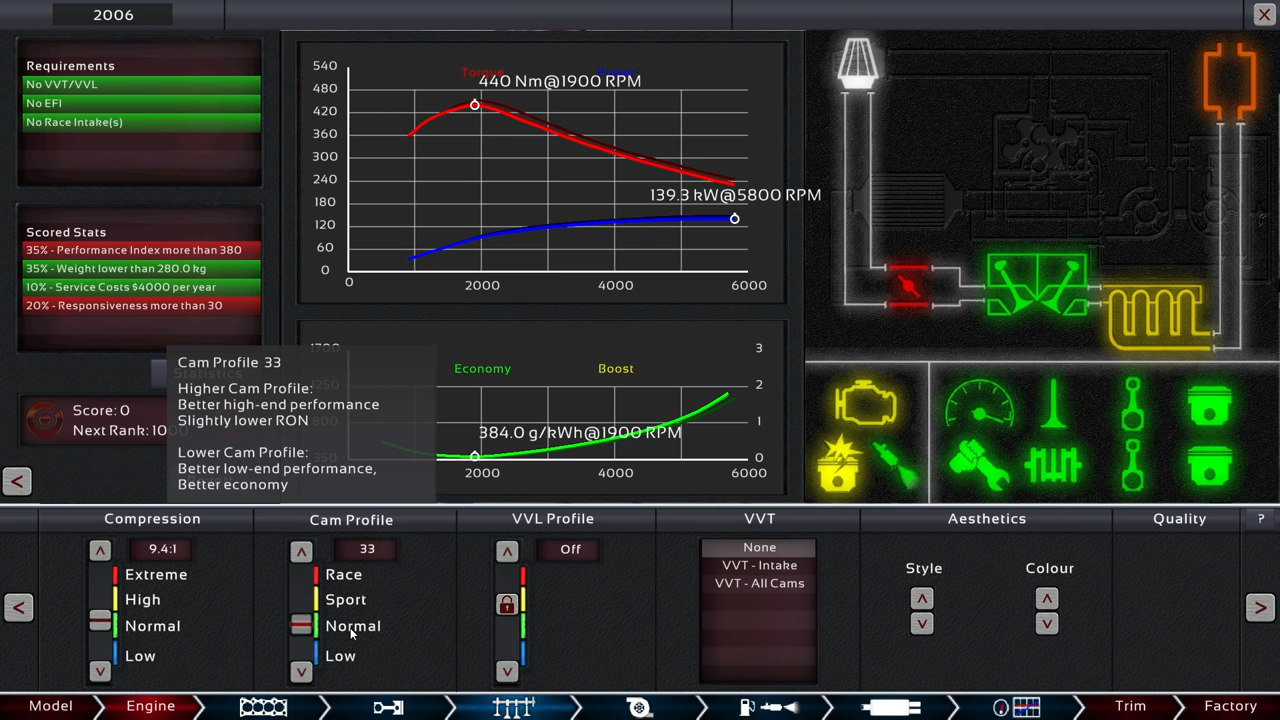 2006
Requirements
No VVT/VVL
No EFI
No Race Intake(s)
Scored Stats
35% - Performance Index more than 380
35% - Weight lower than 280.0 kg
10% - Service Costs $4000 per year
20% - Responsiveness more than 30
Statistics
Score: 0
Next Rank: 1000
Cam Profile 33
Higher Cam Profile:
Better high-end performance
Slightly lower RON
Lower Cam Profile:
Better low-end performance,
Better economy
540
480
420
360
300
240
180
120
60
0
Torque
440 Nm@1900 RPM
139.3 kW@5800 RPM
0
2000
4000
6000
1700
1250
800
350
Economy
Boost
3
2
1
0
384.0 g/kWh@1900 RPM
2000
4000
6000
Compression
9.4:1
Extreme
High
Normal
Low
Cam Profile
33
Race
Sport
Normal
Low
VVL Profile
Off
VVT
None
VVT - Intake
VVT - All Cams
Aesthetics
Style
Colour
Quality
?
Model
Engine
Trim
Factory